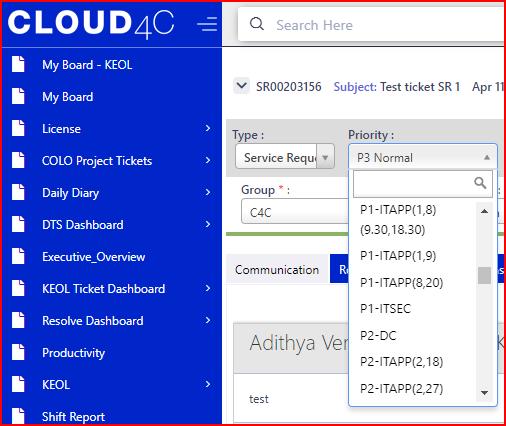 CLOUD4C
Search Here
My Board - KEOL
My Board
License
COLO Project Tickets
Daily Diary
DTS Dashboard
Executive_Overview
KEOL Ticket Dashboard
Resolve Dashboard
Productivity
KEOL
Shift Report
SR00203156 Subject: Test ticket SR 1 Apr 11
Type : Priority :
Service Reque P3 Normal
Group * :
C4C
P1-ITAPP(1,8)
(9.30,18.30)
P1-ITAPP(1,9)
P1-ITAPP(8,20)
P1-ITSEC
P2-DC
P2-ITAPP(2,18)
P2-ITAPP(2,27)
Communication
Adithya Ver
test